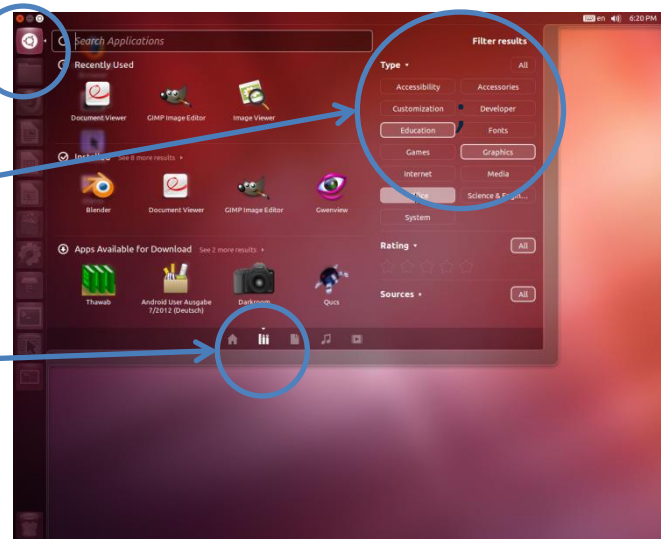 en 6:20 PM
Search Applications
Filter results
Recently Used
Document Viewer GIMP Image Editor Image Viewer
Type All
Accessibility Accessories
Customization Developer
Education Fonts
Games Graphics
Internet Media
Science & Engin...
System
Installed See 8 more results
Blender Document Viewer GIMP Image Editor Gwenview
Rating All
Sources All
Apps Available for Download See 2 more results
Thawab Android User Ausgabe 7/2012 (Deutsch) Darkroom Qucs